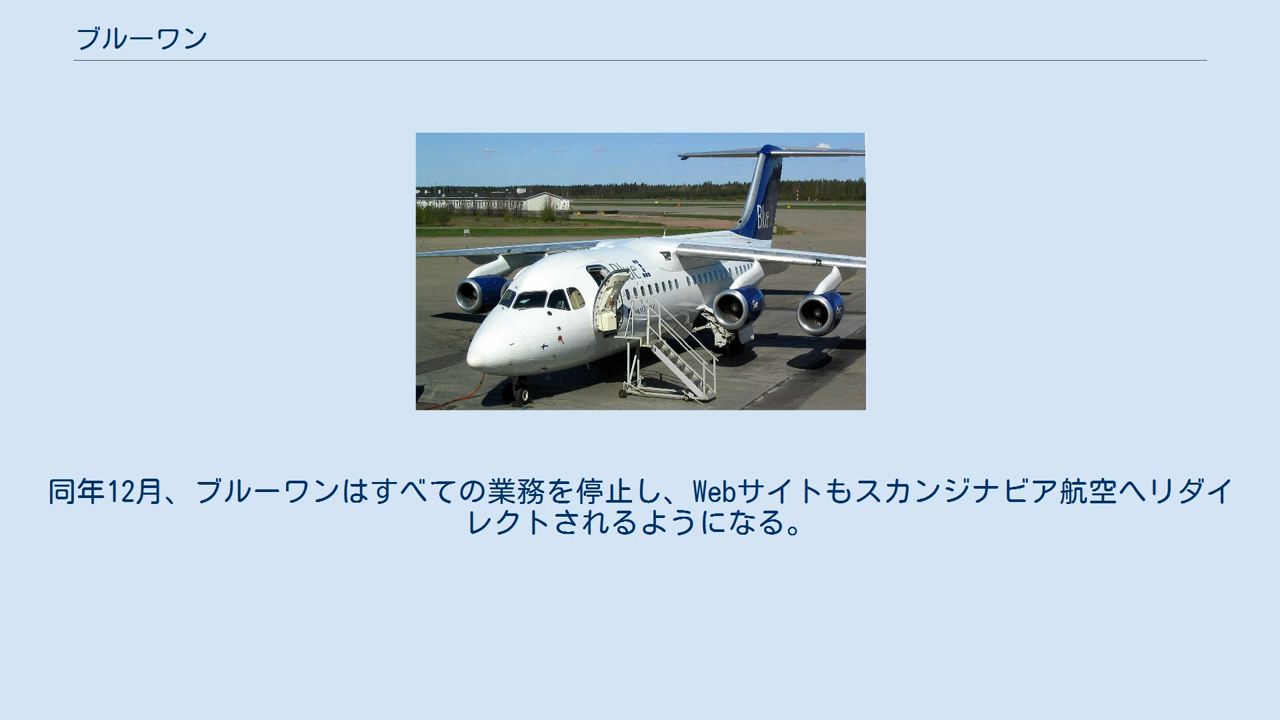 ブルーワン
Blue
Blue1
同年12月、ブルーワンはすべての業務を停止し、Webサイトもスカンジナビア航空へリダイ
レクトされるようになる。